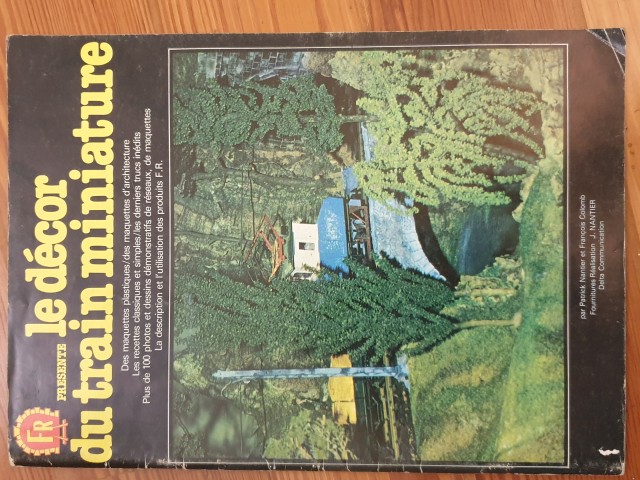 FR
PRÉSENTE
le décor
du train miniature
Des maquettes plastiques/des maquettes d'architecture
Les recettes classiques et simples/les derniers trucs inédits
Plus de 100 photos et dessins démonstratifs de réseaux, de maquettes
La description et l'utilisation des produits F.R.
par Patrick Nantier et François Colomb
Fournitures Réalisation J. NANTIER
Delta Communication